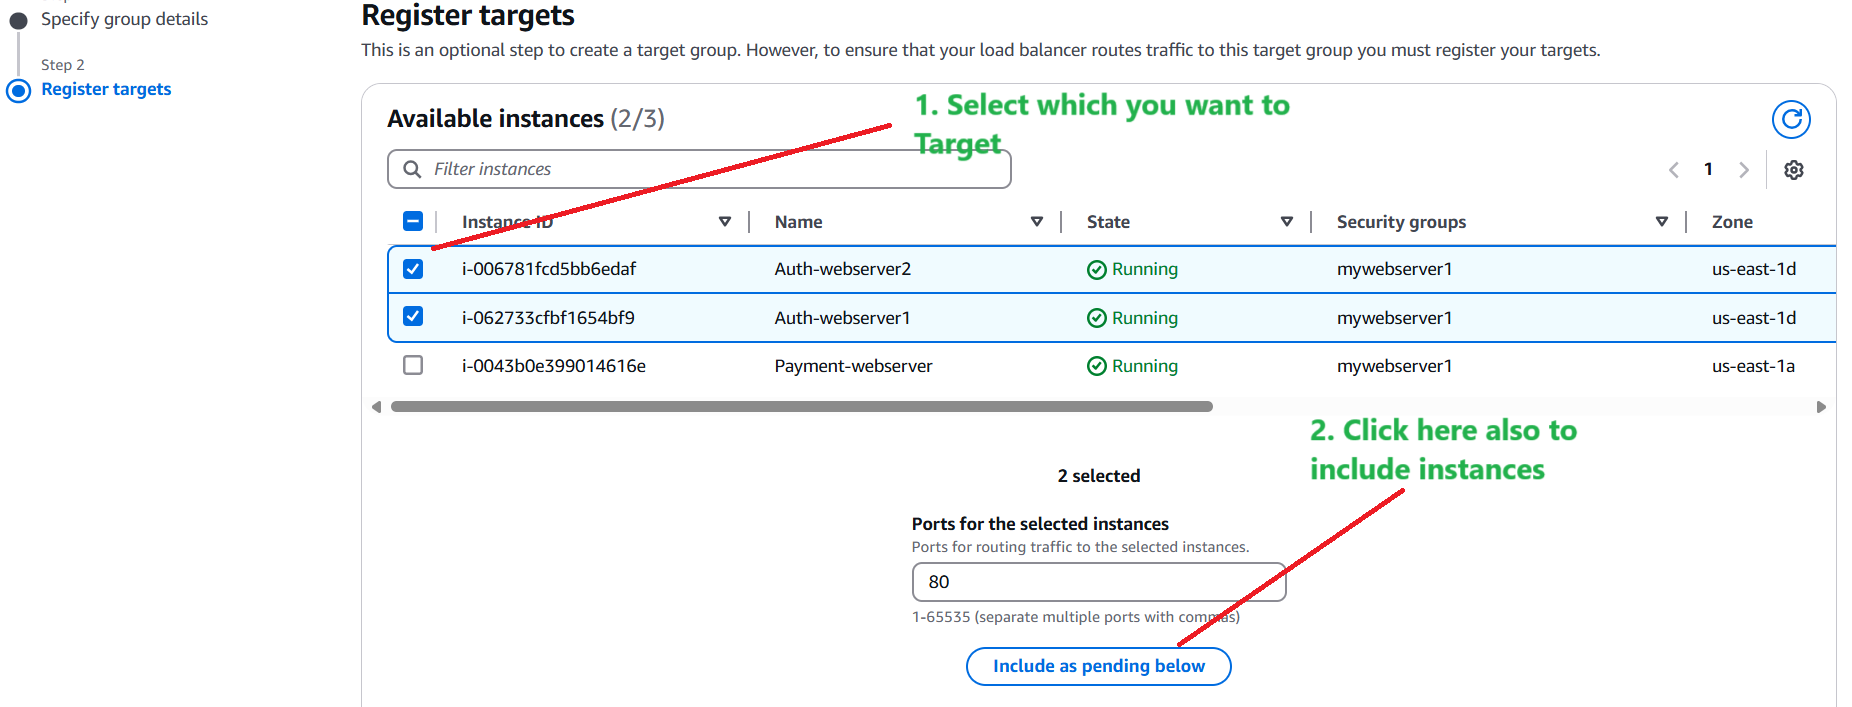 Specify group details
Step 2
Register targets
Register targets
This is an optional step to create a target group. However, to ensure that your load balancer routes traffic to this target group you must register your targets.
Available instances (2/3)
1. Select which you want to
Target
Filter instances
1
Instance ID Name State Security groups Zone
i-006781fcd5bb6edaf Auth-webserver2 Running mywebserver1 us-east-1d
i-062733cfbf1654bf9 Auth-webserver1 Running mywebserver1 us-east-1d
i-0043b0e399014616e Payment-webserver Running mywebserver1 us-east-1a
2. Click here also to
include instances
2 selected
Ports for the selected instances
Ports for routing traffic to the selected instances.
80
1-65535 (separate multiple ports with commas)
Include as pending below